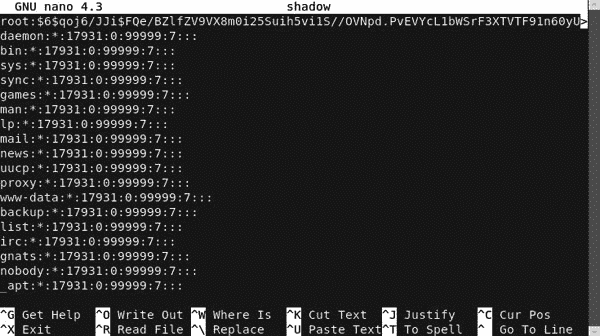 GNU nano 4.3 shadow
root:$6$qoj6/JJi$FQe/BZlfZV9VX8m0i25Suih5vi1S//OVNpd.PvEVYcL1bWSrF3XTVTF91n60yU>
daemon:*:17931:0:99999:7:::
bin:*:17931:0:99999:7:::
sys:*:17931:0:99999:7:::
sync:*:17931:0:99999:7:::
games:*:17931:0:99999:7:::
man:*:17931:0:99999:7:::
lp:*:17931:0:99999:7:::
mail:*:17931:0:99999:7:::
news:*:17931:0:99999:7:::
uucp:*:17931:0:99999:7:::
proxy:*:17931:0:99999:7:::
www-data:*:17931:0:99999:7:::
backup:*:17931:0:99999:7:::
list:*:17931:0:99999:7:::
irc:*:17931:0:99999:7:::
gnats:*:17931:0:99999:7:::
nobody:*:17931:0:99999:7:::
_apt:*:17931:0:99999:7:::
^G Get Help ^O Write Out ^W Where Is ^K Cut Text ^J Justify ^C Cur Pos
^X Exit ^R Read File ^\ Replace ^U Paste Text ^T To Spell ^_ Go To Line